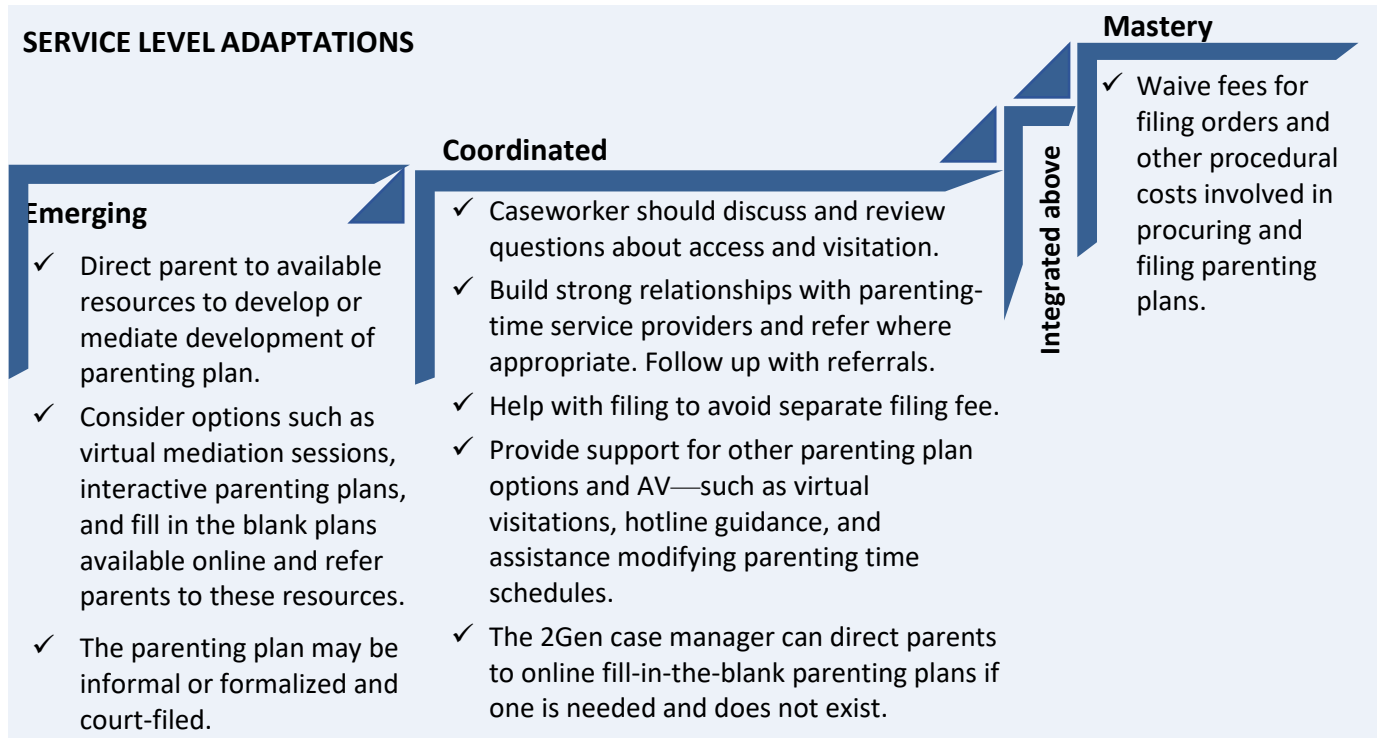 SERVICE LEVEL ADAPTATIONS
Emerging
✓ Direct parent to available
resources to develop or
mediate development of
parenting plan.
✓ Consider options such as
virtual mediation sessions,
interactive parenting plans,
and fill in the blank plans
available online and refer
parents to these resources.
✓ The parenting plan may be
informal or formalized and
court-filed.
Coordinated
✓ Caseworker should discuss and review
questions about access and visitation.
✓ Build strong relationships with parenting-
time service providers and refer where
appropriate. Follow up with referrals.
✓ Help with filing to avoid separate filing fee.
✓ Provide support for other parenting plan
options and AV—such as virtual
visitations, hotline guidance, and
assistance modifying parenting time
schedules.
✓ The 2Gen case manager can direct parents
to online fill-in-the-blank parenting plans if
one is needed and does not exist.
Integrated above
Mastery
✓ Waive fees for
filing orders and
other procedural
costs involved in
procuring and
filing parenting
plans.